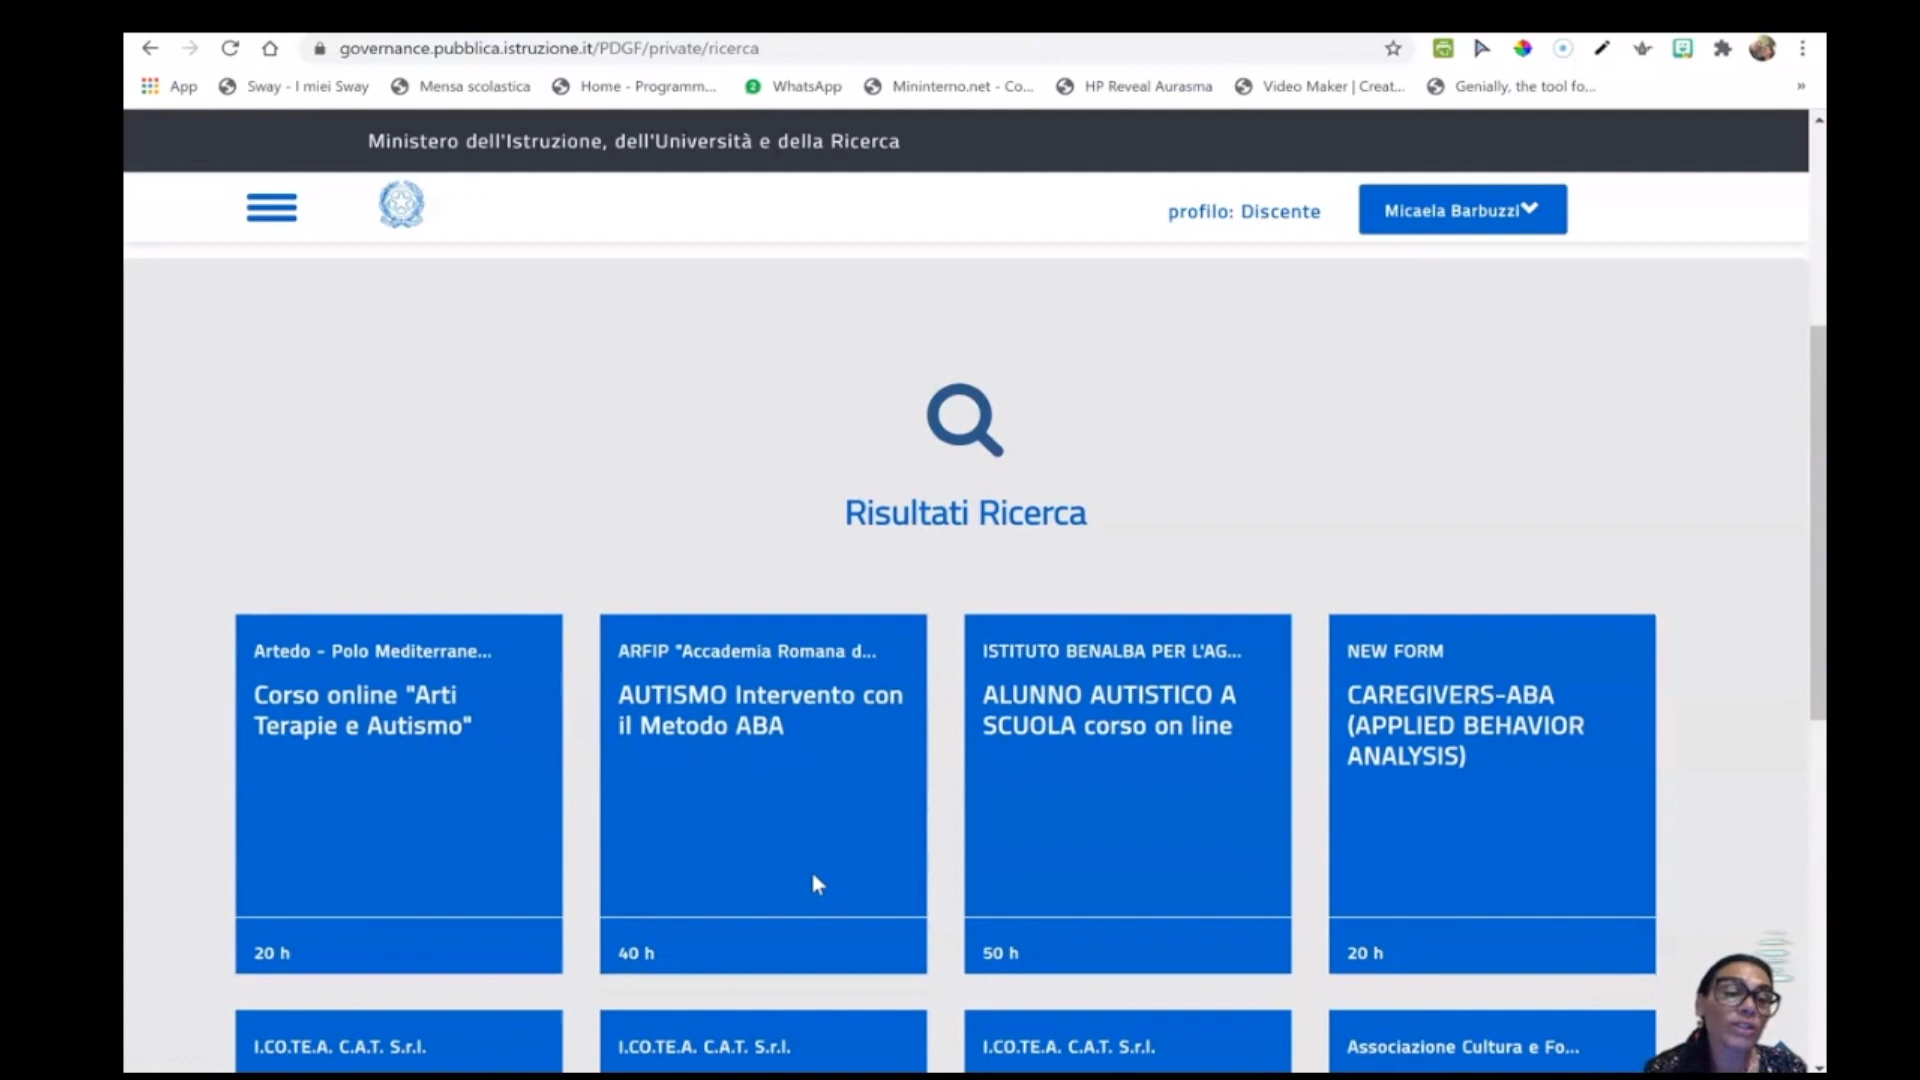 governance.pubblica.istruzione.it/PDGF/private/ricerca
App Sway - I miei Sway Mensa scolastica Home - Programm... 2 WhatsApp Mininterno.net - Co... HP Reveal Aurasma Video Maker | Creat... Genially, the tool fo... »
Ministero dell'Istruzione, dell'Università e della Ricerca
profilo: Discente Micaela Barbuzzi
Risultati Ricerca
Artedo - Polo Mediterrane...
Corso online "Arti
Terapie e Autismo"
20 h
ARFIP "Accademia Romana d...
AUTISMO Intervento con
il Metodo ABA
40 h
ISTITUTO BENALBA PER L'AG...
ALUNNO AUTISTICO A
SCUOLA corso on line
50 h
NEW FORM
CAREGIVERS-ABA
(APPLIED BEHAVIOR
ANALYSIS)
20 h
I.CO.TE.A. C.A.T. S.r.l.
I.CO.TE.A. C.A.T. S.r.l.
I.CO.TE.A. C.A.T. S.r.l.
Associazione Cultura e Fo...